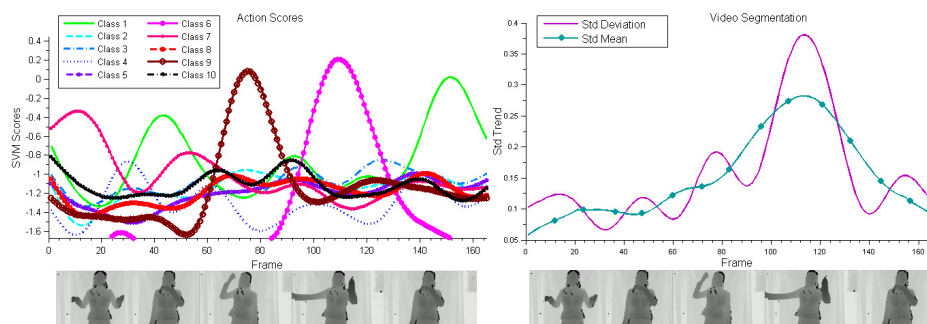 Action Scores
Class 1
Class 2
Class 3
Class 4
Class 5
Class 6
Class 7
Class 8
Class 9
Class 10
SVM Scores
0.4
0.2
0
-0.2
-0.4
-0.6
-0.8
-1
-1.2
-1.4
-1.6
0 20 40 60 80 100 120 140 160
Frame
Video Segmentation
Std Deviation
Std Mean
Std Trend
0.4
0.35
0.3
0.25
0.2
0.15
0.1
0.05
0 20 40 60 80 100 120 140 160
Frame